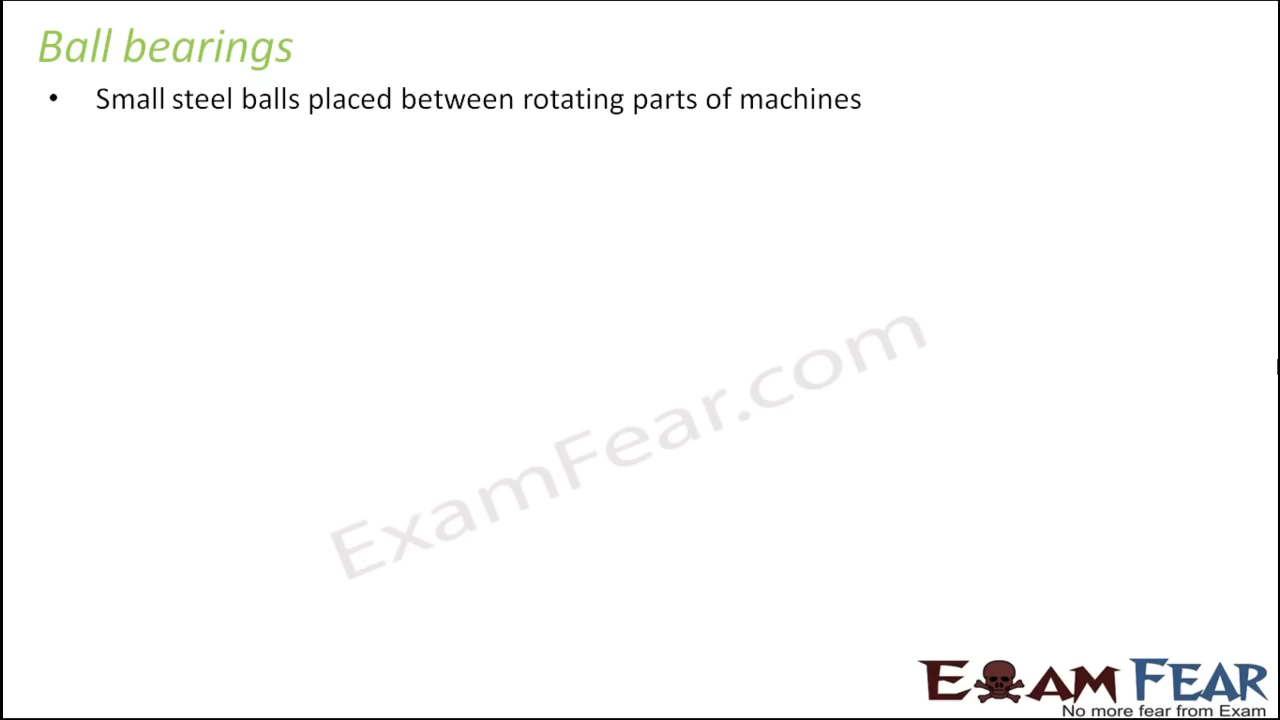 Ball bearings
• Small steel balls placed between rotating parts of machines
ExamFear.com
EXAM FEAR
No more fear from Exam